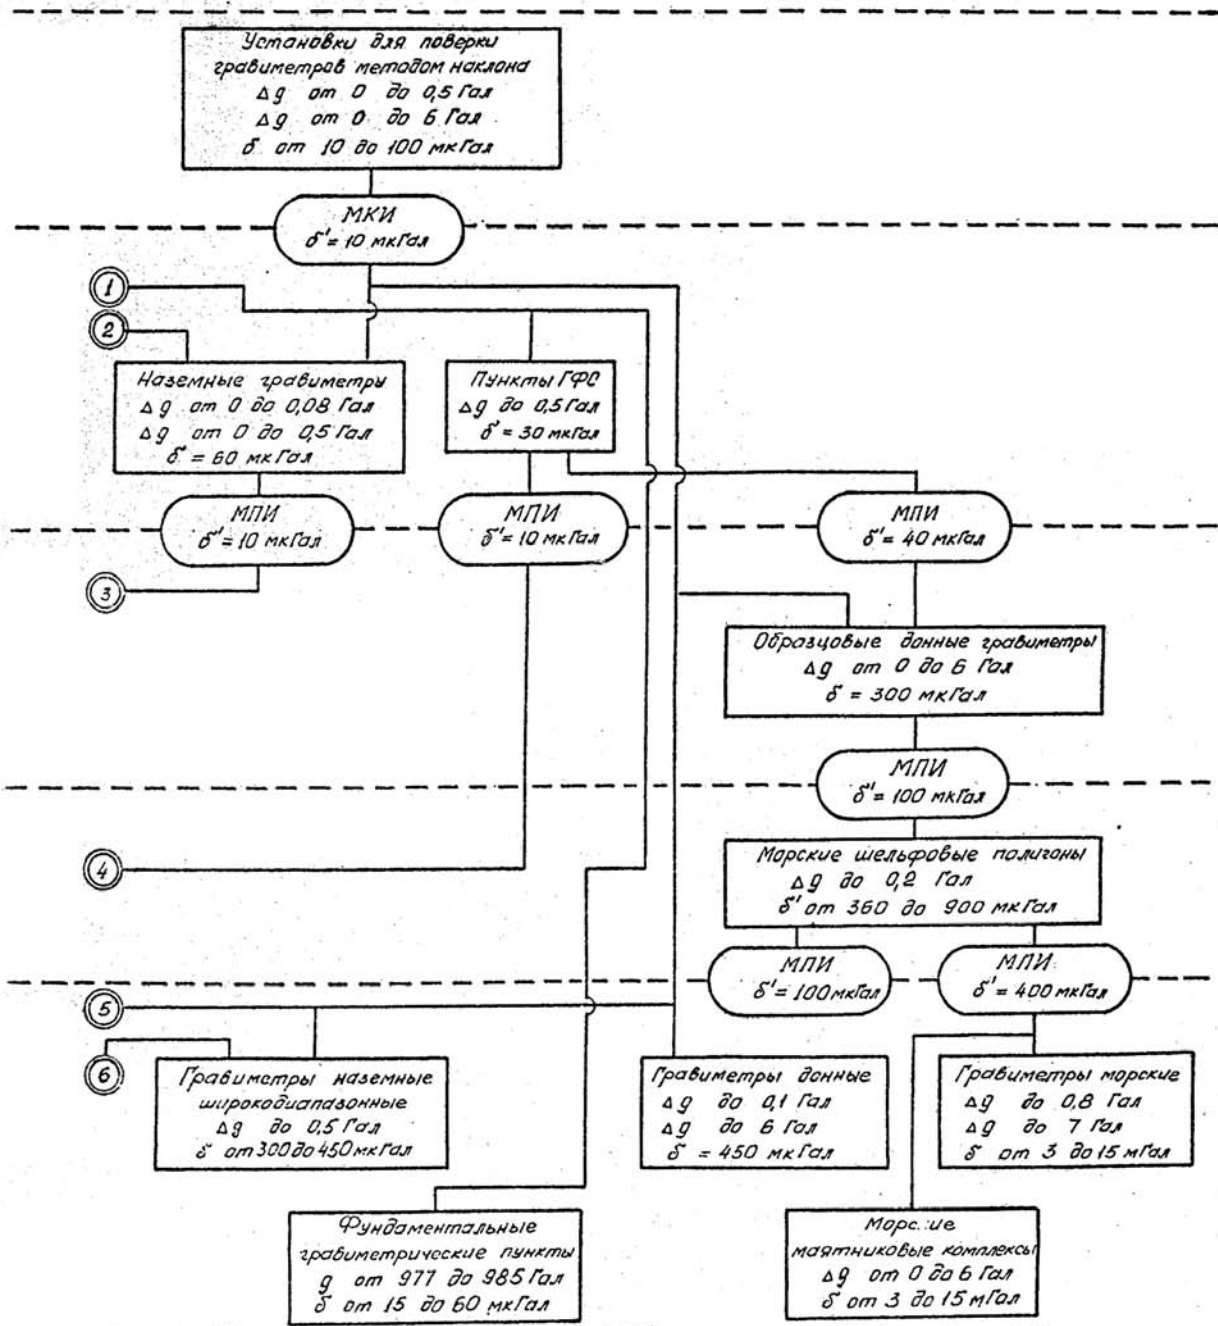 Установки для поверки
гравиметров методом наклона
Δg от 0 до 0,5 Гал
Δg от 0 до 6 Гал
δ от 10 до 100 мкГал
МКИ
δ' = 10 мкГал
1
2
Наземные гравиметры
Δg от 0 до 0,08 Гал
Δg от 0 до 0,5 Гал
δ = 60 мкГал
Пункты ГФС
Δg до 0,5 Гал
δ = 30 мкГал
МПИ
δ' = 10 мкГал
МПИ
δ' = 10 мкГал
МПИ
δ' = 40 мкГал
3
Образцовые донные гравиметры
Δg от 0 до 6 Гал
δ = 300 мкГал
МПИ
δ' = 100 мкГал
4
Морские шельфовые полигоны
Δg до 0,2 Гал
δ' от 360 до 900 мкГал
МПИ
δ' = 100 мкГал
МПИ
δ' = 400 мкГал
5
6
Гравиметры наземные
широкодиапазонные
Δg до 0,5 Гал
δ от 300 до 450 мкГал
Гравиметры донные
Δg до 0,1 Гал
Δg до 6 Гал
δ = 450 мкГал
Гравиметры морские
Δg до 0,8 Гал
Δg до 7 Гал
δ от 3 до 15 мГал
Фундаментальные
гравиметрические пункты
g от 977 до 985 Гал
δ от 15 до 60 мкГал
Морс::ие
маятниковые комплексы
Δg от 0 до 6 Гал
δ от 3 до 15 мГал